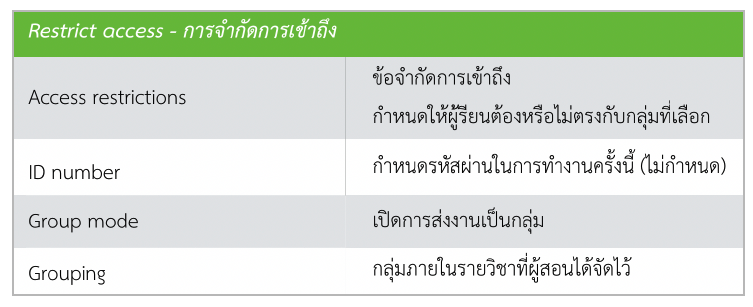 Restrict access - การจำกัดการเข้าถึง
Access restrictions
ข้อจำกัดการเข้าถึง
กำหนดให้ผู้เรียนต้องหรือไม่ตรงกับกลุ่มที่เลือก
ID number
กำหนดรหัสผ่านในการทำงานครั้งนี้ (ไม่กำหนด)
Group mode
เปิดการส่งงานเป็นกลุ่ม
Grouping
กลุ่มภายในรายวิชาที่ผู้สอนได้จัดไว้